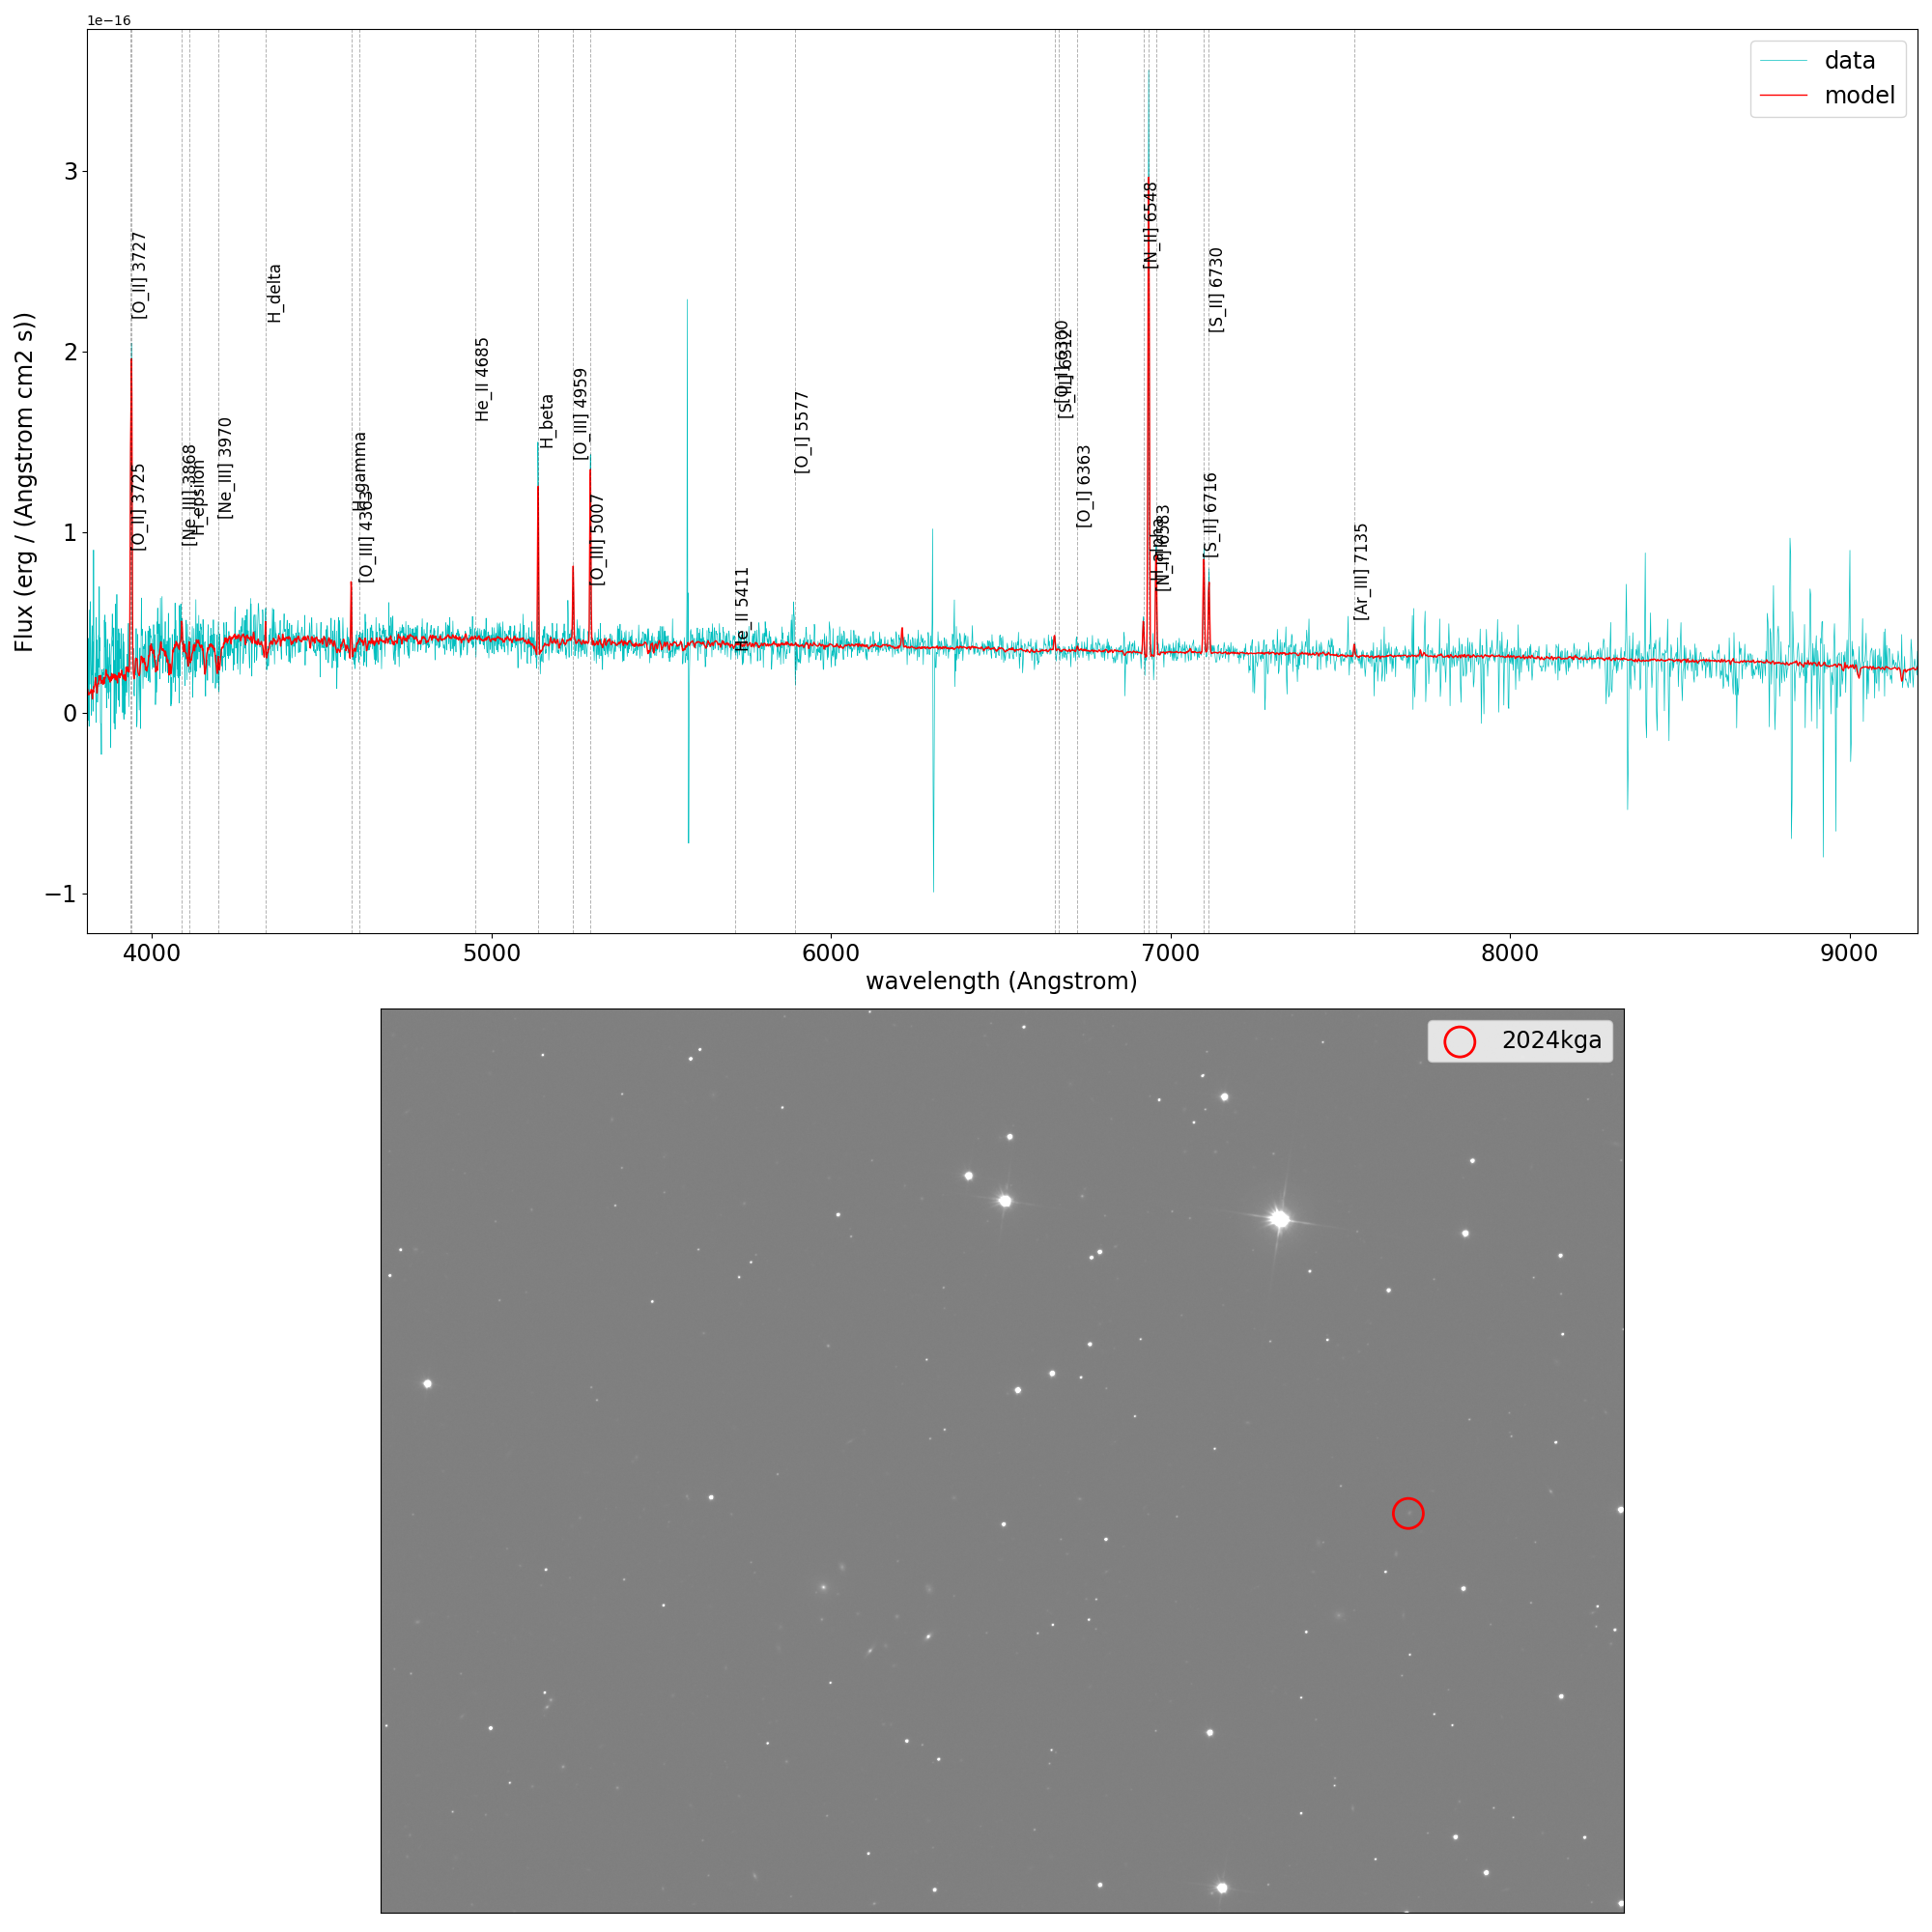 1e−16
data
model
3
2
1
0
−1
Flux (erg / (Angstrom cm2 s))
[O_II] 3727
[O_II] 3725
[Ne_III] 3868
H_epsilon
[Ne_III] 3970
H_delta
H_gamma
[O_III] 4363
He_II 4685
H_beta
[O_III] 4959
[O_III] 5007
He_II 5411
[O_I] 5577
[O_I] 6300
[S_III] 6312
[O_I] 6363
[N_II] 6548
H_alpha
[N_II] 6583
[S_II] 6716
[S_II] 6730
[Ar_III] 7135
4000
5000
6000
7000
8000
9000
wavelength (Angstrom)
2024kga